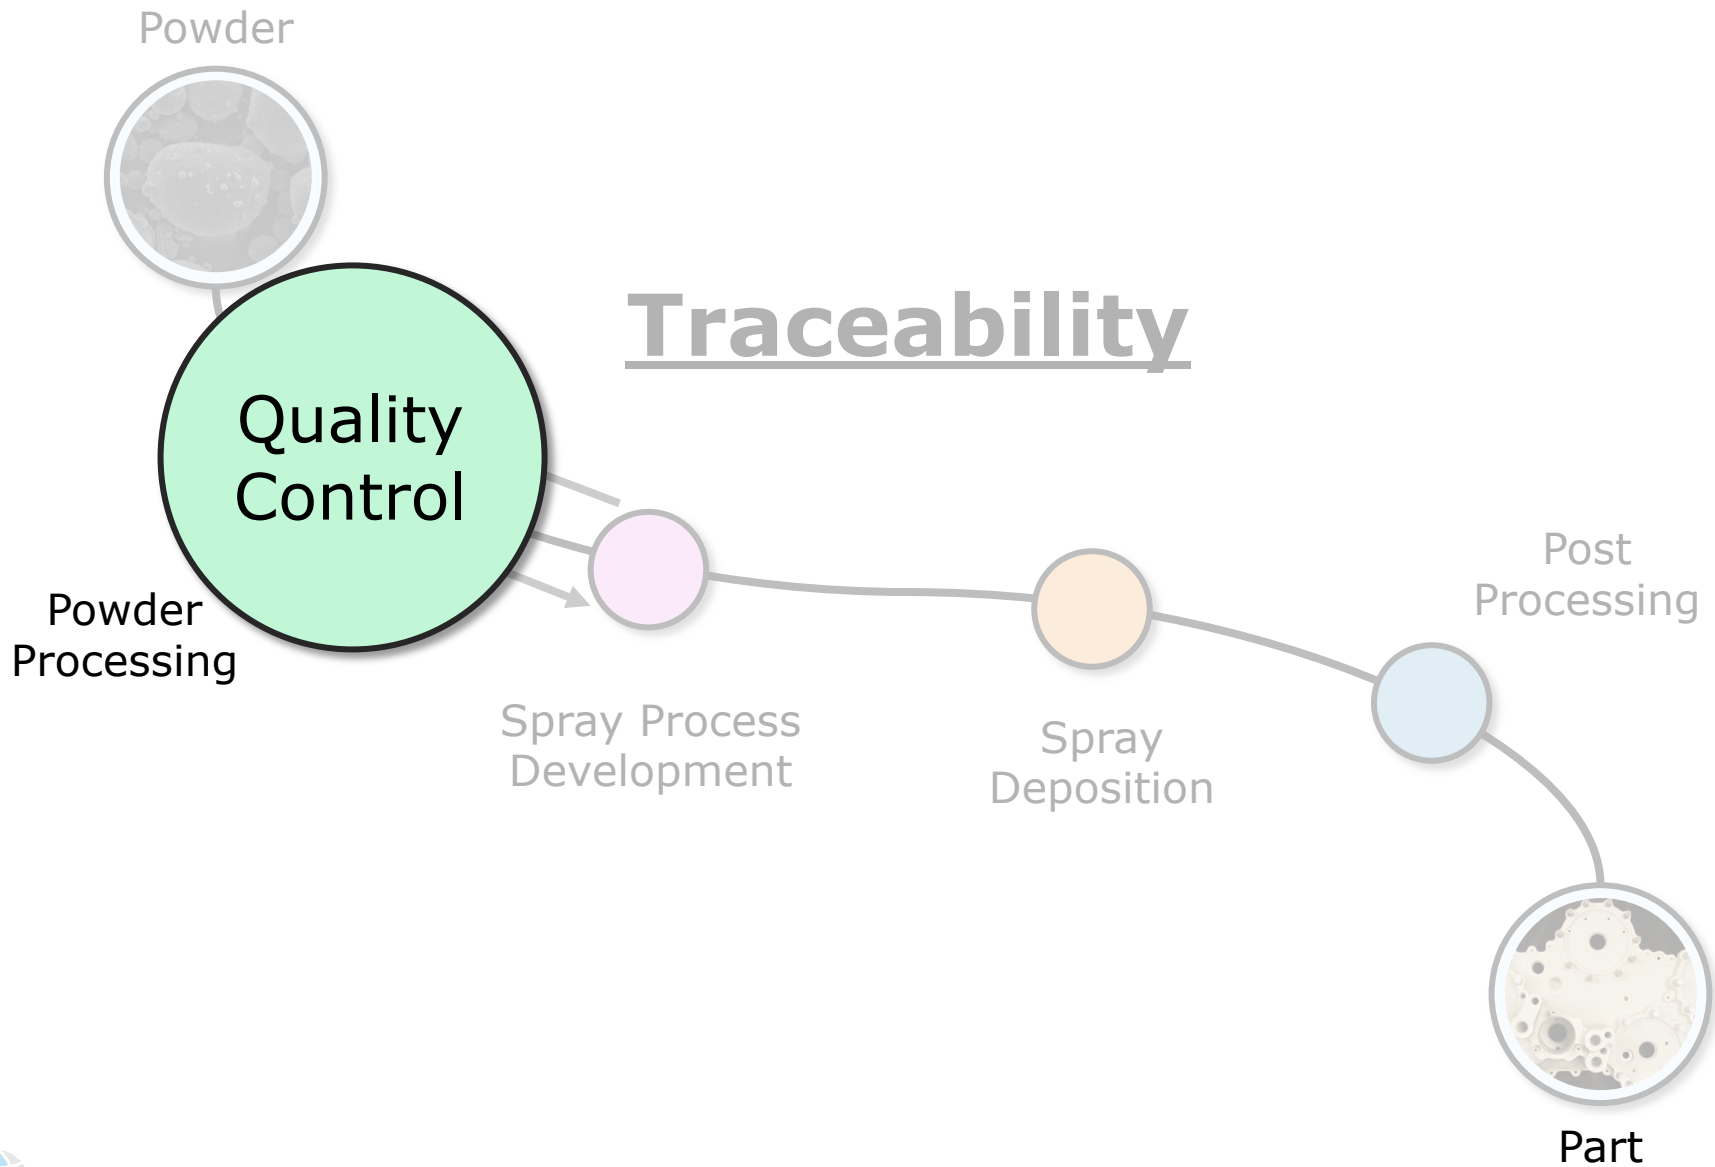 Powder
Traceability
Quality
Control
Powder
Processing
Spray Process
Development
Spray
Deposition
Post
Processing
Part